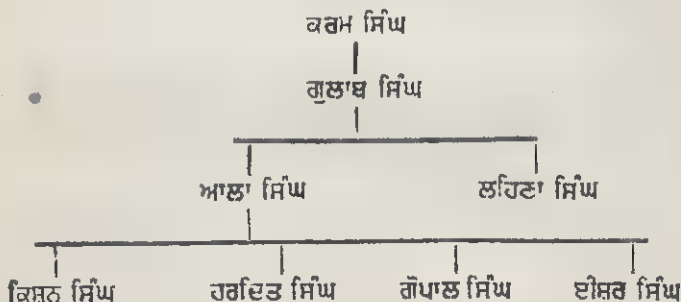 ਕਰਮ ਸਿੰਘ
ਗੁਲਾਬ ਸਿੰਘ
ਆਲਾ ਸਿੰਘ ਲਹਿਣਾ ਸਿੰਘ
ਕਿਸ਼ਨ ਸਿੰਘ ਹਰਦਿਤ ਸਿੰਘ ਗੋਪਾਲ ਸਿੰਘ ਈਸ਼ਰ ਸਿੰਘ